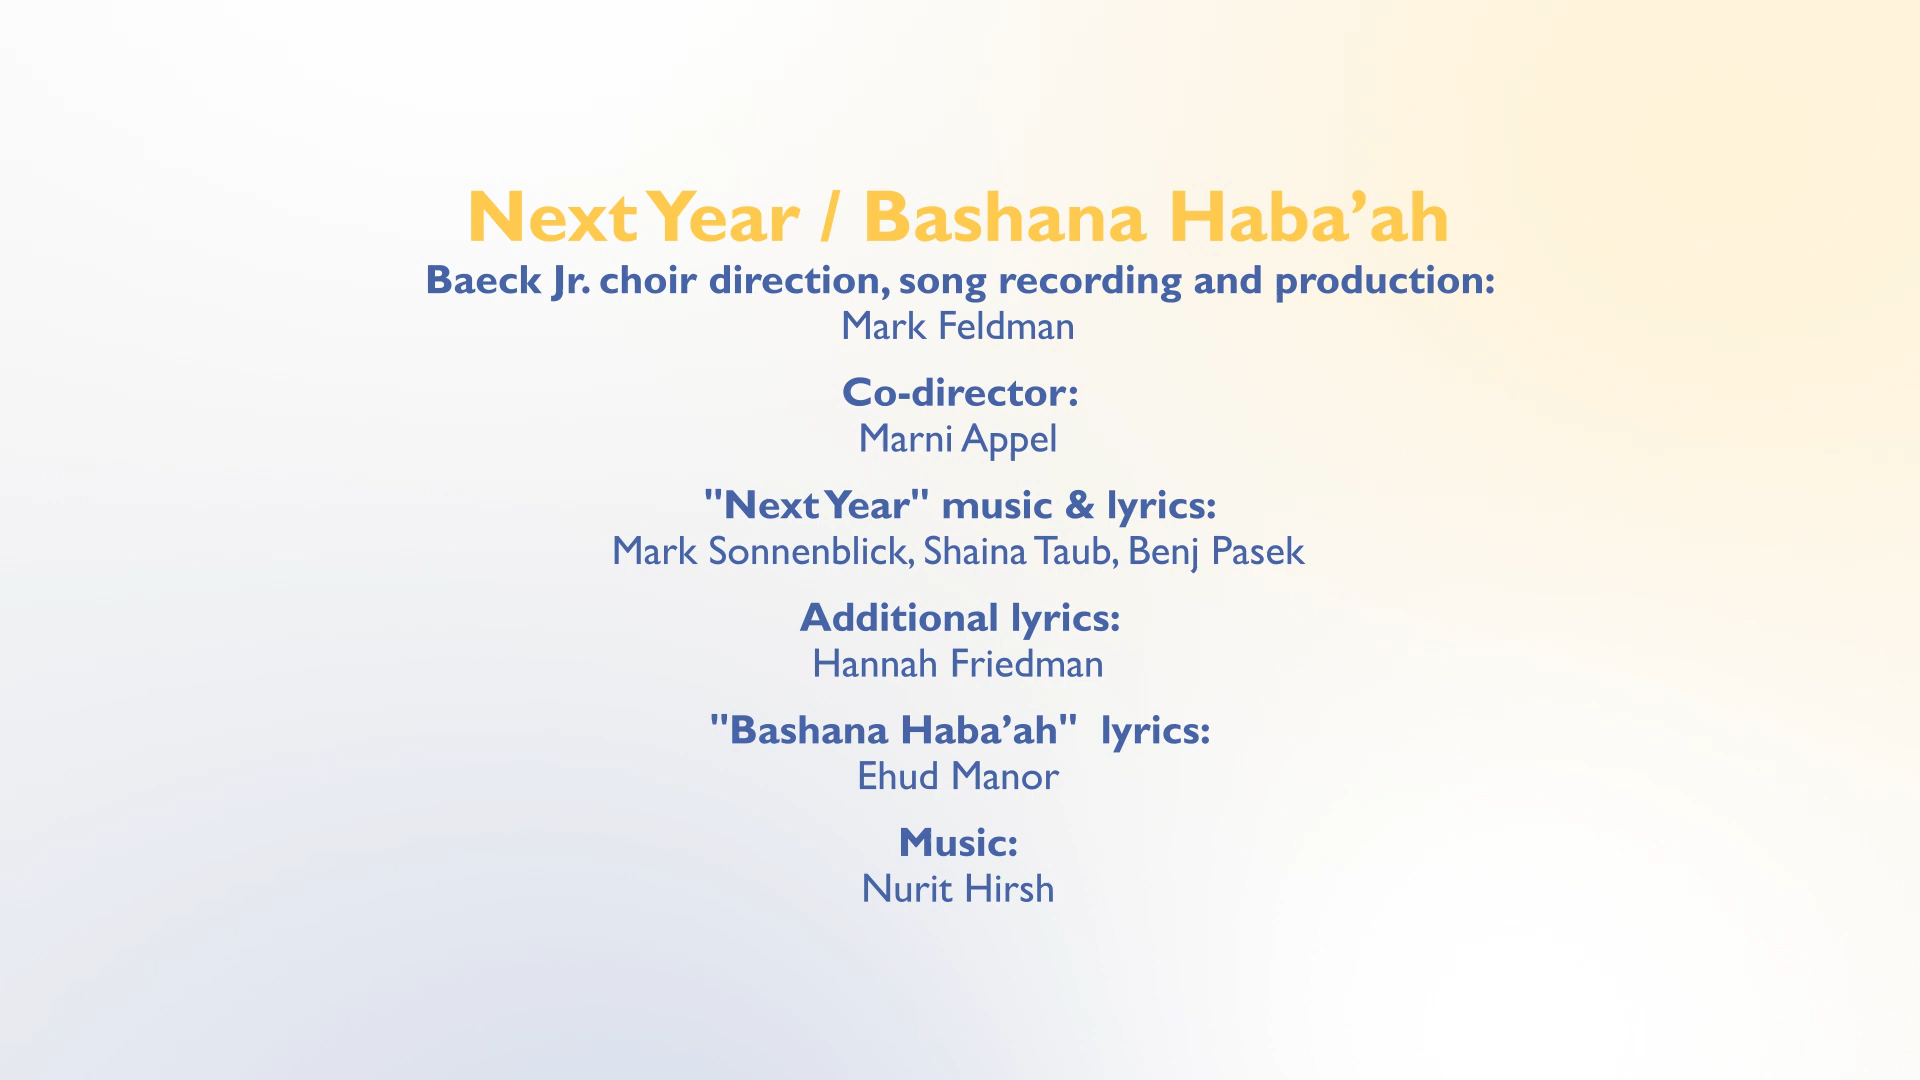 Next Year / Bashana Haba’ah
Baeck Jr. choir direction, song recording and production:
Mark Feldman
Co-director:
Marni Appel
"Next Year" music & lyrics:
Mark Sonnenblick, Shaina Taub, Benj Pasek
Additional lyrics:
Hannah Friedman
"Bashana Haba’ah"  lyrics:
Ehud Manor
Music:
Nurit Hirsh